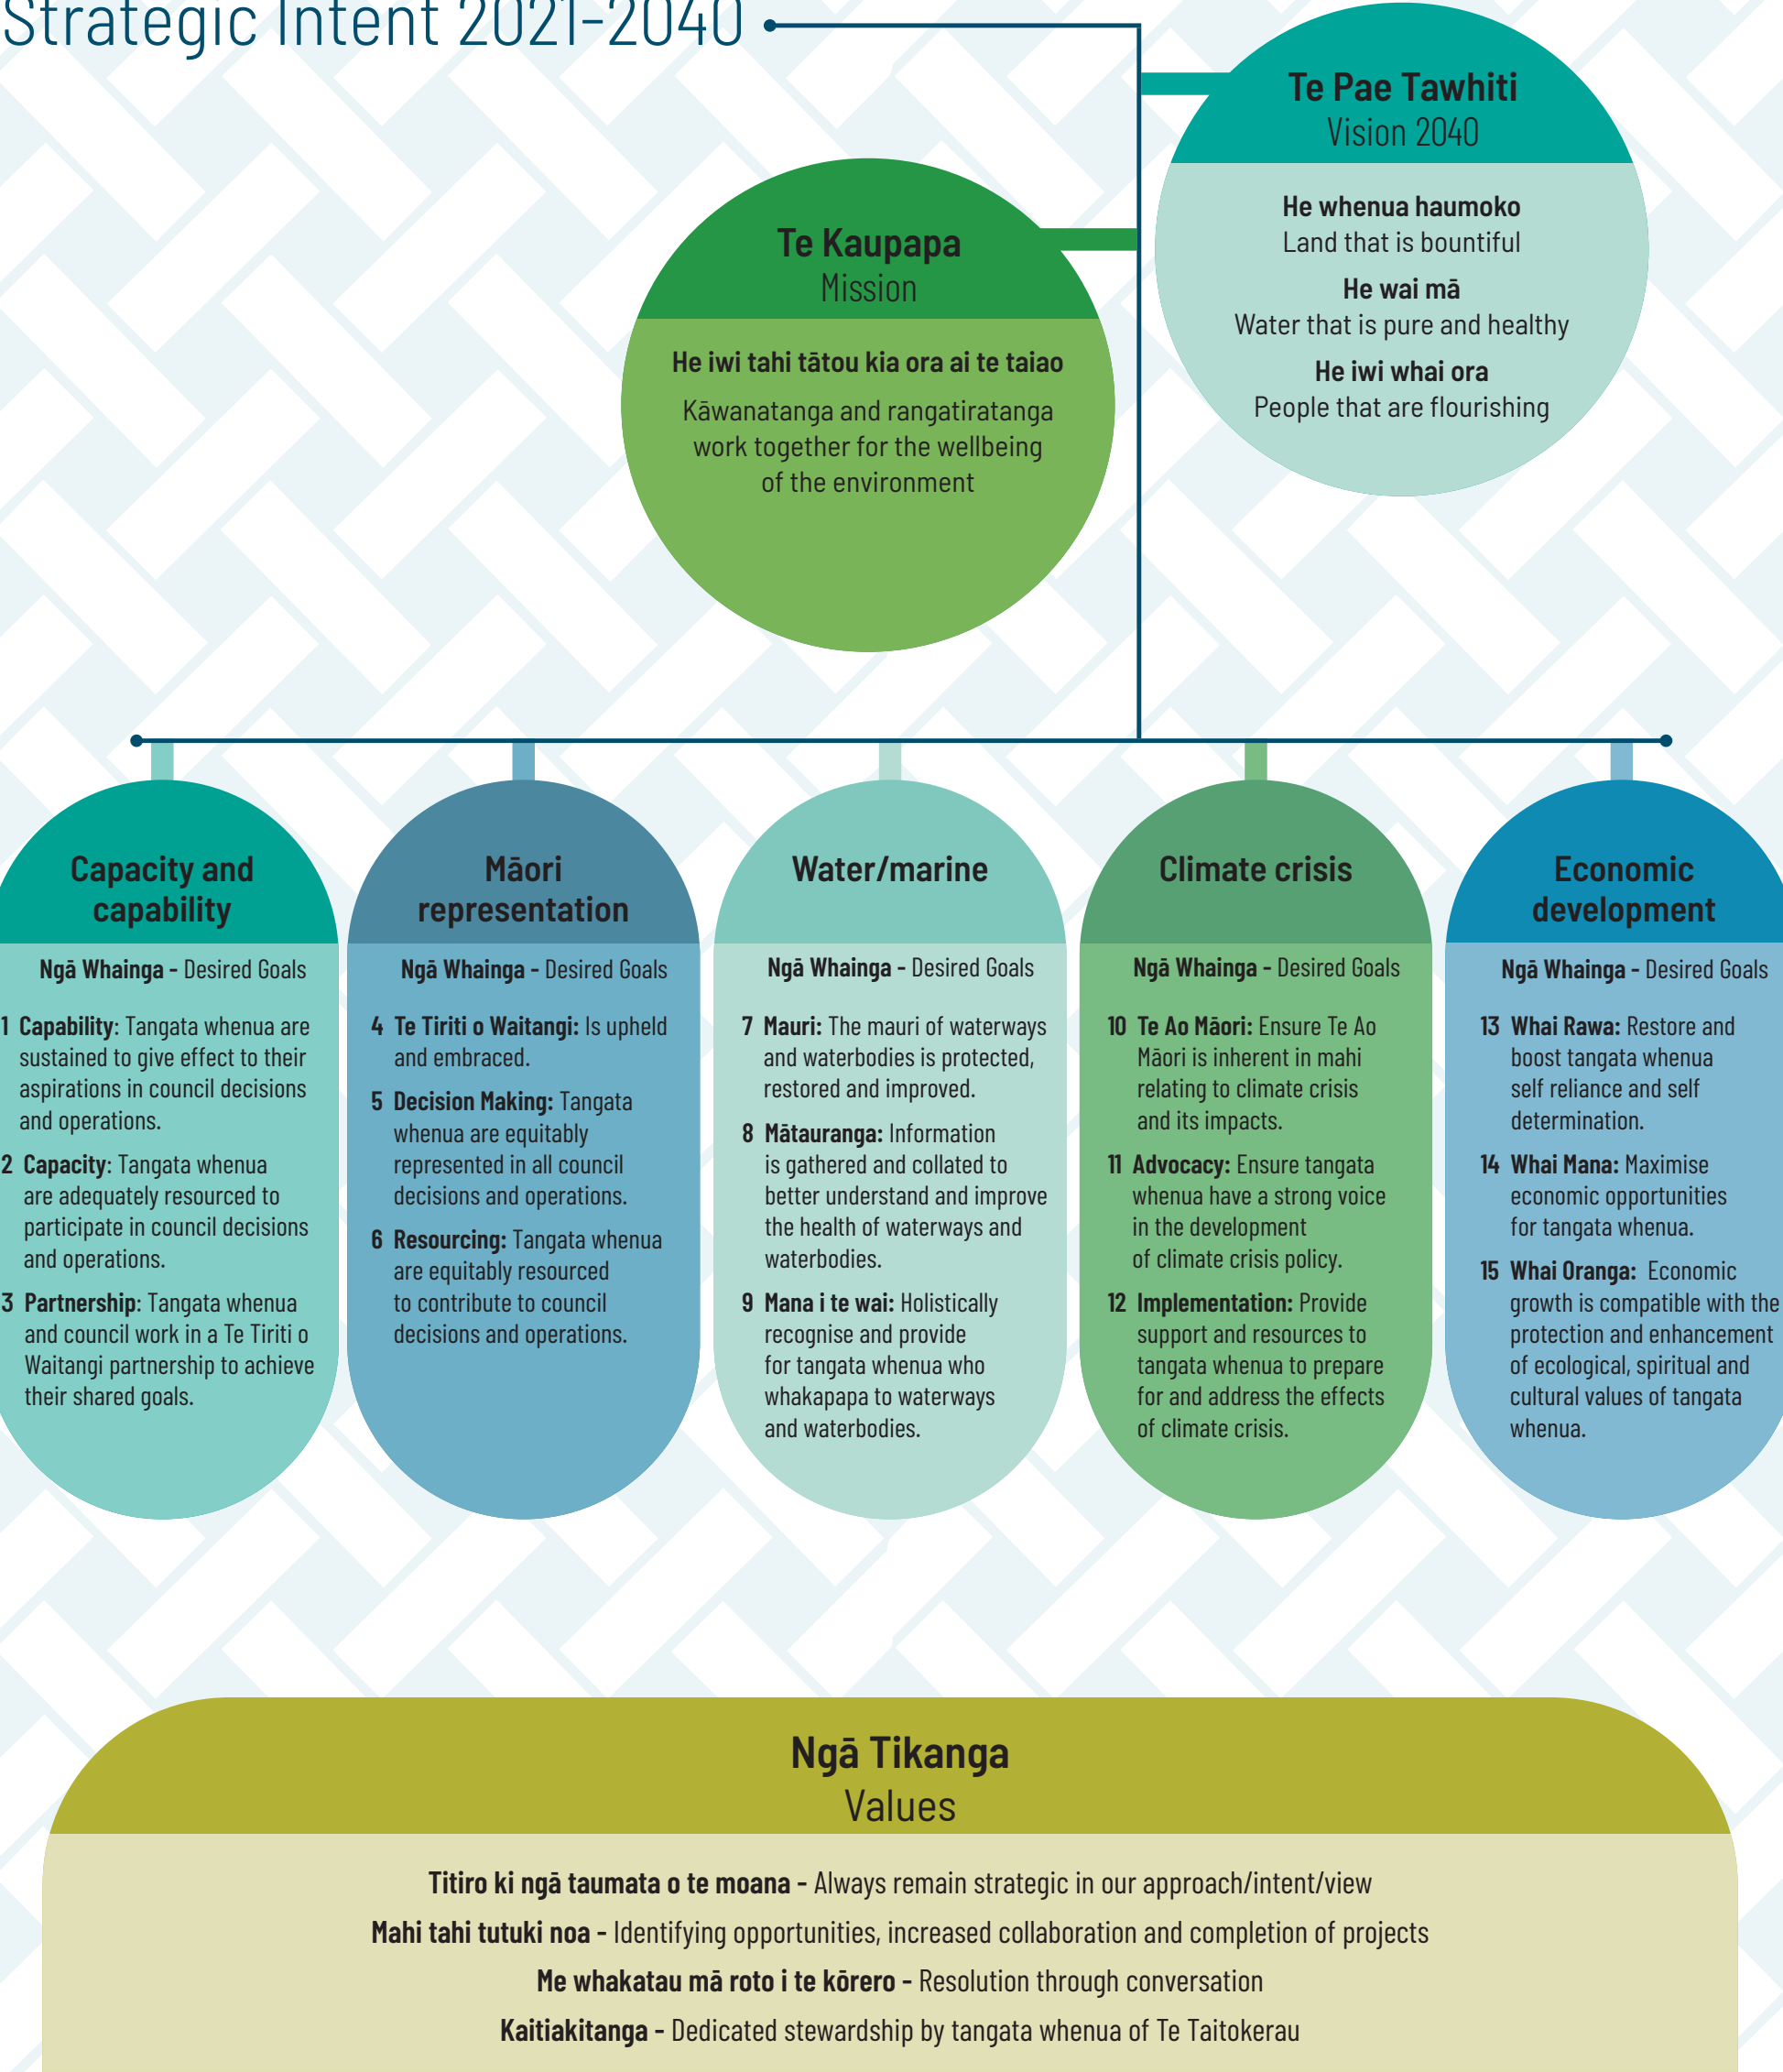 Strategic Intent 2021-2040
Te Pae Tawhiti
Vision 2040
He whenua haumoko
Land that is bountiful
He wai mā
Water that is pure and healthy
He iwi whai ora
People that are flourishing
Te Kaupapa
Mission
He iwi tahi tātou kia ora ai te taiao
Kāwanatanga and rangatiratanga
work together for the wellbeing
of the environment
Capacity and
capability
Ngā Whainga - Desired Goals
1 Capability: Tangata whenua are
sustained to give effect to their
aspirations in council decisions
and operations.
2 Capacity: Tangata whenua
are adequately resourced to
participate in council decisions
and operations.
3 Partnership: Tangata whenua
and council work in a Te Tiriti o
Waitangi partnership to achieve
their shared goals.
Māori
representation
Ngā Whainga - Desired Goals
4 Te Tiriti o Waitangi: Is upheld
and embraced.
5 Decision Making: Tangata
whenua are equitably
represented in all council
decisions and operations.
6 Resourcing: Tangata whenua
are equitably resourced
to contribute to council
decisions and operations.
Water/marine
Ngā Whainga - Desired Goals
7 Mauri: The mauri of waterways
and waterbodies is protected,
restored and improved.
8 Mātauranga: Information
is gathered and collated to
better understand and improve
the health of waterways and
waterbodies.
9 Mana i te wai: Holistically
recognise and provide
for tangata whenua who
whakapapa to waterways
and waterbodies.
Climate crisis
Ngā Whainga - Desired Goals
10 Te Ao Māori: Ensure Te Ao
Māori is inherent in mahi
relating to climate crisis
and its impacts.
11 Advocacy: Ensure tangata
whenua have a strong voice
in the development
of climate crisis policy.
12 Implementation: Provide
support and resources to
tangata whenua to prepare
for and address the effects
of climate crisis.
Economic
development
Ngā Whainga - Desired Goals
13 Whai Rawa: Restore and
boost tangata whenua
self reliance and self
determination.
14 Whai Mana: Maximise
economic opportunities
for tangata whenua.
15 Whai Oranga: Economic
growth is compatible with the
protection and enhancement
of ecological, spiritual and
cultural values of tangata
whenua.
Ngā Tikanga
Values
Titiro ki ngā taumata o te moana - Always remain strategic in our approach/intent/view
Mahi tahi tutuki noa - Identifying opportunities, increased collaboration and completion of projects
Me whakatau mā roto i te kōrero - Resolution through conversation
Kaitiakitanga - Dedicated stewardship by tangata whenua of Te Taitokerau